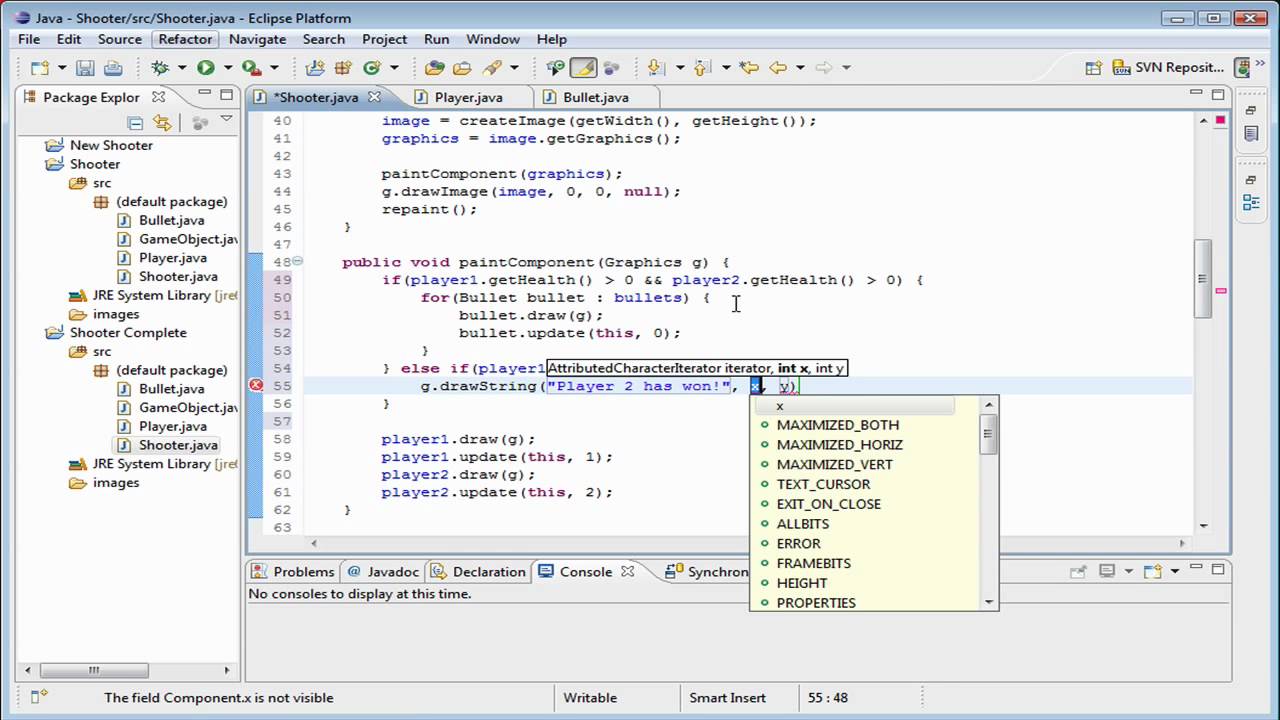 Java - Shooter/src/Shooter.java - Eclipse Platform
File Edit Source Refactor Navigate Search Project Run Window Help
SVN Reposit...
Package Explor
New Shooter
Shooter
src
(default package)
Bullet.java
GameObject.jav
Player.java
Shooter.java
JRE System Library [jre6
images
Shooter Complete
src
(default package)
Bullet.java
GameObject.jav
Player.java
Shooter.java
JRE System Library [jre6
images
*Shooter.java Player.java Bullet.java
40 image = createImage(getWidth(), getHeight());
41 graphics = image.getGraphics();
42
43 paintComponent(graphics);
44 g.drawImage(image, 0, 0, null);
45 repaint();
46 }
47
48 public void paintComponent(Graphics g) {
49 if(player1.getHealth() > 0 && player2.getHealth() > 0) {
50 for(Bullet bullet : bullets) {
51 bullet.draw(g);
52 bullet.update(this, 0);
53 }
54 } else if(player1
AttributedCharacterIterator iterator, int x, int y
55 g.drawString("Player 2 has won!", x, y)
56 }
57
58 player1.draw(g);
59 player1.update(this, 1);
60 player2.draw(g);
61 player2.update(this, 2);
62 }
63
x
MAXIMIZED_BOTH
MAXIMIZED_HORIZ
MAXIMIZED_VERT
TEXT_CURSOR
EXIT_ON_CLOSE
ALLBITS
ERROR
FRAMEBITS
HEIGHT
PROPERTIES
Problems @ Javadoc Declaration Console Synchron
No consoles to display at this time.
The field Component.x is not visible Writable Smart Insert 55 : 48